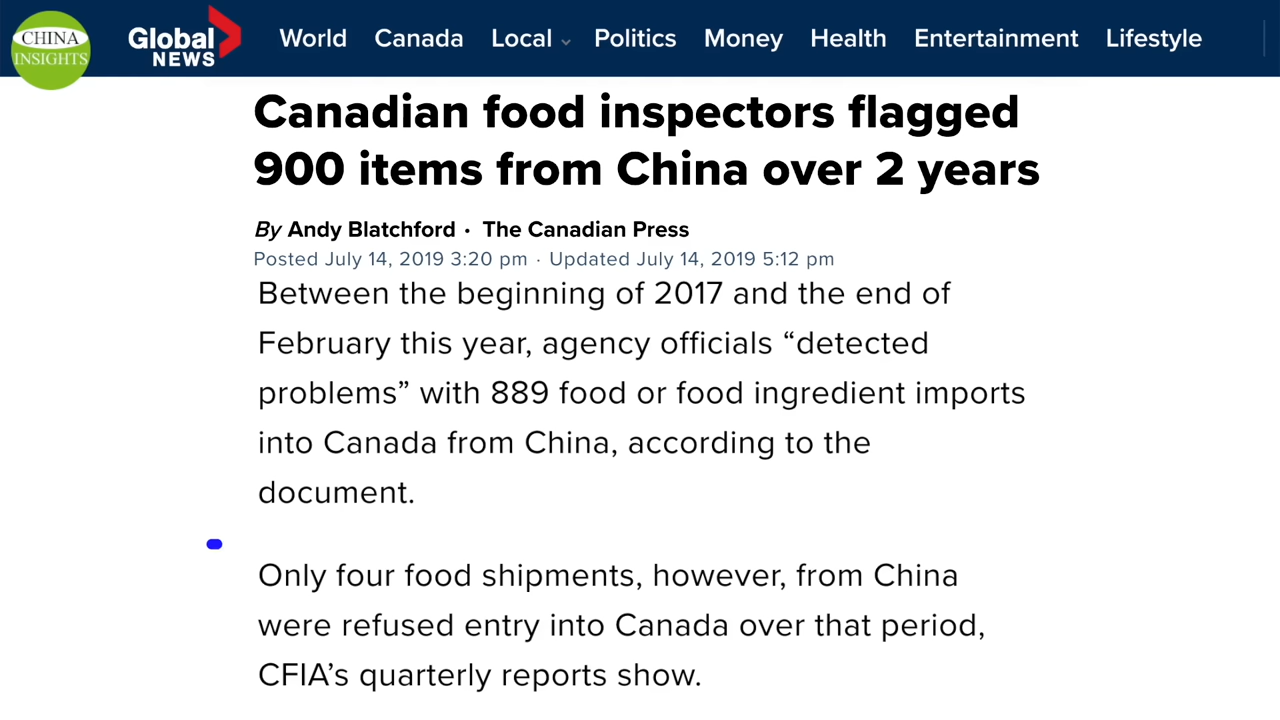 CHINA
INSIGHTS
Global
NEWS
World Canada Local Politics Money Health Entertainment Lifestyle
Canadian food inspectors flagged
900 items from China over 2 years
By Andy Blatchford · The Canadian Press
Posted July 14, 2019 3:20 pm · Updated July 14, 2019 5:12 pm
Between the beginning of 2017 and the end of
February this year, agency officials “detected
problems” with 889 food or food ingredient imports
into Canada from China, according to the
document.
Only four food shipments, however, from China
were refused entry into Canada over that period,
CFIA’s quarterly reports show.